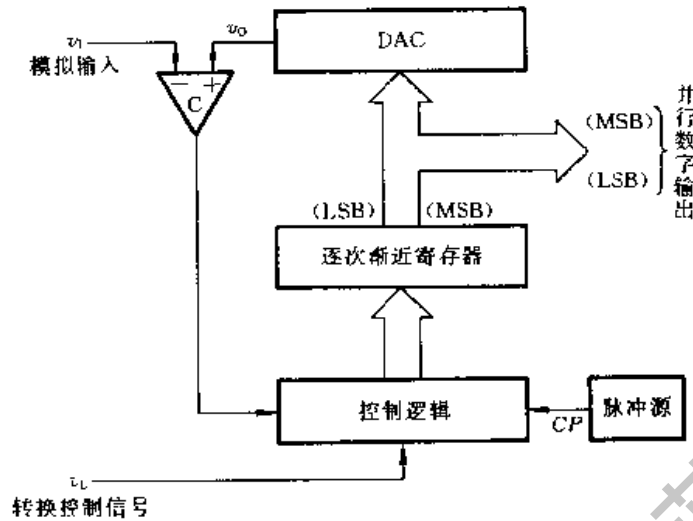 DAC
v₁
v_O
模拟输入
− +
C
(MSB)
(LSB)
并行数字输出
(LSB)
(MSB)
逐次渐近寄存器
控制逻辑
CP
脉冲源
v_L
转换控制信号